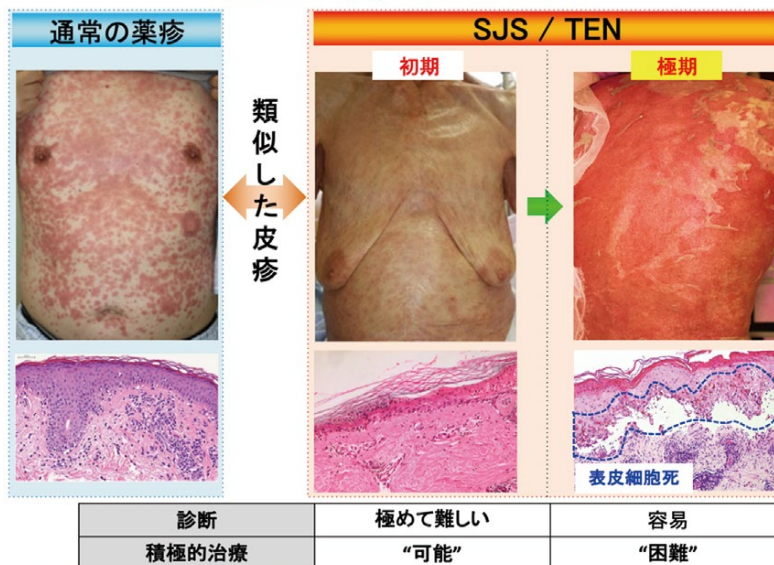 通常の薬疹
SJS / TEN
初期
極期
類似した皮疹
表皮細胞死
診断
極めて難しい
容易
積極的治療
“可能”
“困難”